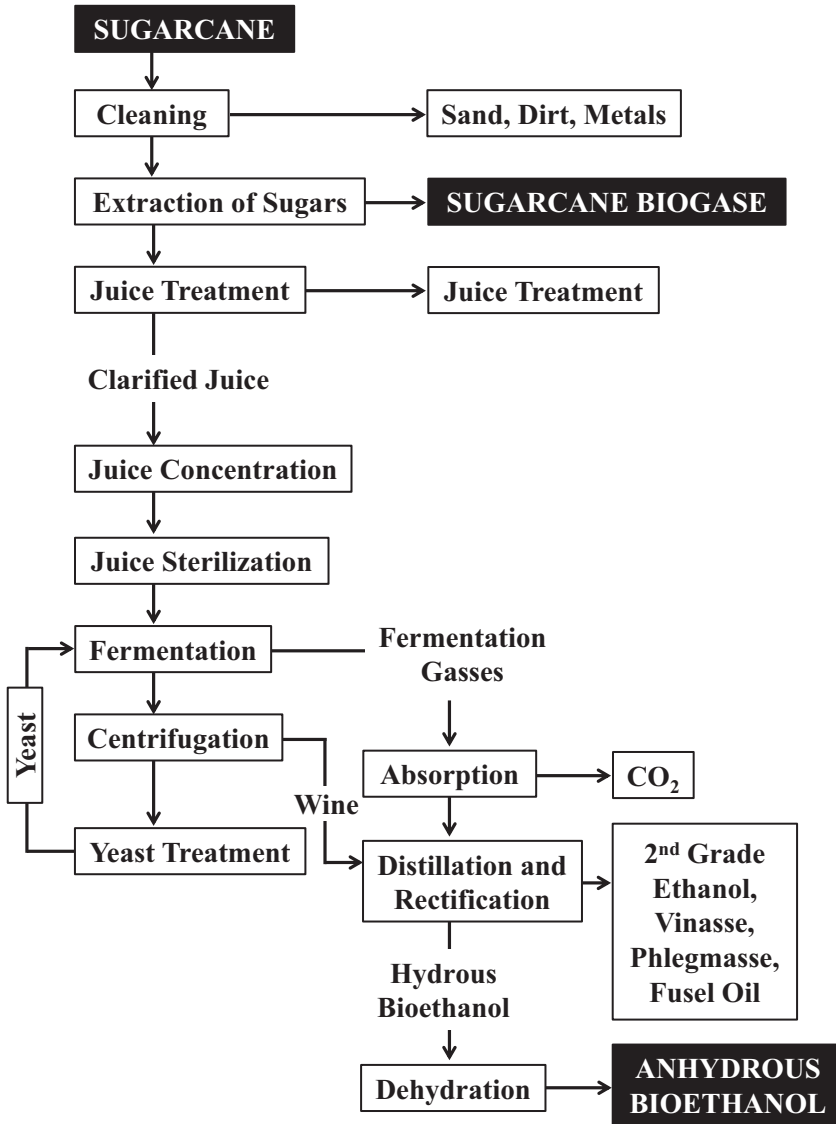 SUGARCANE
Cleaning
Sand, Dirt, Metals
Extraction of Sugars
SUGARCANE BIOGASE
Juice Treatment
Juice Treatment
Clarified Juice
Juice Concentration
Juice Sterilization
Fermentation
Fermentation
Gasses
Yeast
Centrifugation
Absorption
CO₂
Wine
Yeast Treatment
Distillation and
Rectification
2ⁿᵈ Grade
Ethanol,
Vinasse,
Phlegmasse,
Fusel Oil
Hydrous
Bioethanol
Dehydration
ANHYDROUS
BIOETHANOL